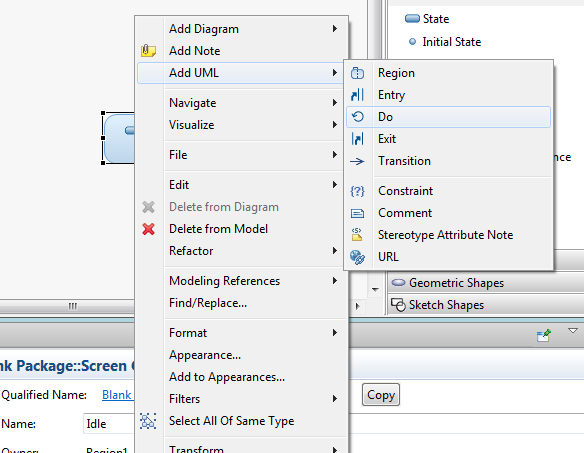 Add Diagram
Add Note
Add UML
Navigate
Visualize
File
Edit
Delete from Diagram
Delete from Model
Refactor
Modeling References
Find/Replace...
Format
Appearance...
Add to Appearances...
Filters
Select All Of Same Type
Transform
Region
Entry
Do
Exit
Transition
{?} Constraint
Comment
<S> Stereotype Attribute Note
URL
State
Initial State
nce
Geometric Shapes
Sketch Shapes
nk Package::Screen
Qualified Name: Blank
Copy
Name: Idle
Owner: Region1